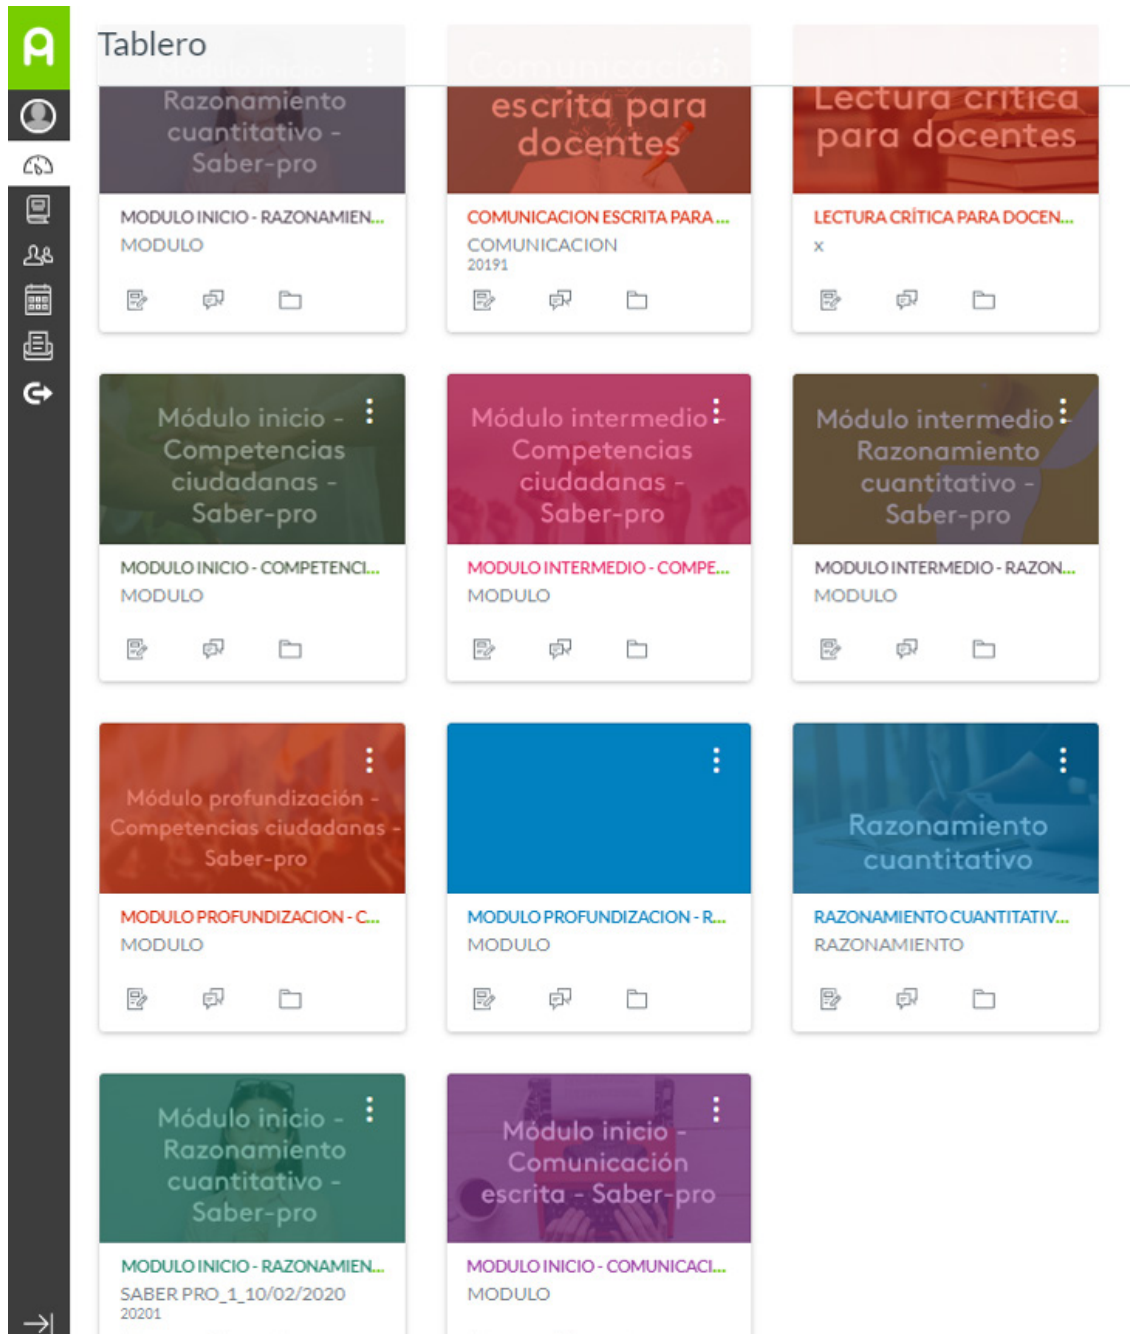 Tablero
Módulo inicio -
Razonamiento
cuantitativo -
Saber-pro
MODULO INICIO - RAZONAMIEN...
MODULO
Comunicación
escrita para
docentes
COMUNICACION ESCRITA PARA ...
COMUNICACION
20191
Lectura crítica
para docentes
LECTURA CRÍTICA PARA DOCEN...
x
Módulo inicio -
Competencias
ciudadanas -
Saber-pro
MODULO INICIO - COMPETENCI...
MODULO
Módulo intermedio -
Competencias
ciudadanas -
Saber-pro
MODULO INTERMEDIO - COMPE...
MODULO
Módulo intermedio -
Razonamiento
cuantitativo -
Saber-pro
MODULO INTERMEDIO - RAZON...
MODULO
Módulo profundización -
Competencias ciudadanas -
Saber-pro
MODULO PROFUNDIZACION - C...
MODULO
MODULO PROFUNDIZACION - R...
MODULO
Razonamiento
cuantitativo
RAZONAMIENTO CUANTITATIV...
RAZONAMIENTO
Módulo inicio -
Razonamiento
cuantitativo -
Saber-pro
MODULO INICIO - RAZONAMIEN...
SABER PRO_1_10/02/2020
20201
Módulo inicio -
Comunicación
escrita - Saber-pro
MODULO INICIO - COMUNICACI...
MODULO